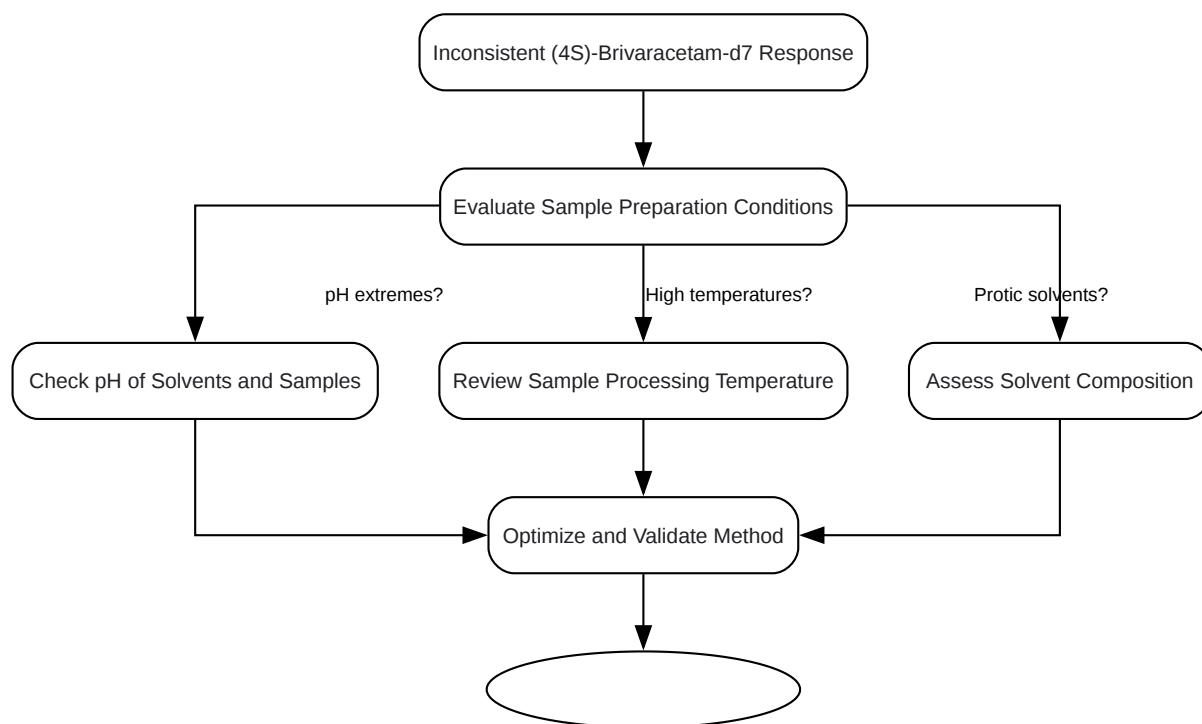 Inconsistent (4S)-Brivaracetam-d7 Response
Evaluate Sample Preparation Conditions
pH extremes?
High temperatures?
Protic solvents?
Check pH of Solvents and Samples
Review Sample Processing Temperature
Assess Solvent Composition
Optimize and Validate Method